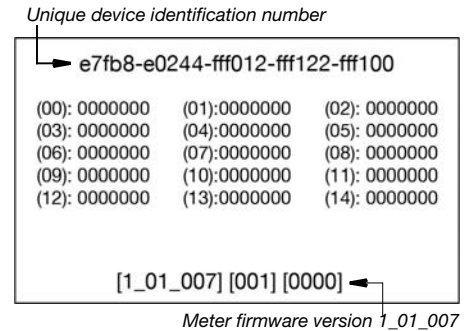 Unique device identification number
e7fb8-e0244-fff012-fff122-fff100
(00): 0000000 (01):0000000 (02): 0000000
(03): 0000000 (04):0000000 (05): 0000000
(06): 0000000 (07):0000000 (08): 0000000
(09): 0000000 (10):0000000 (11): 0000000
(12): 0000000 (13):0000000 (14): 0000000
[1_01_007] [001] [0000]
Meter firmware version 1_01_007